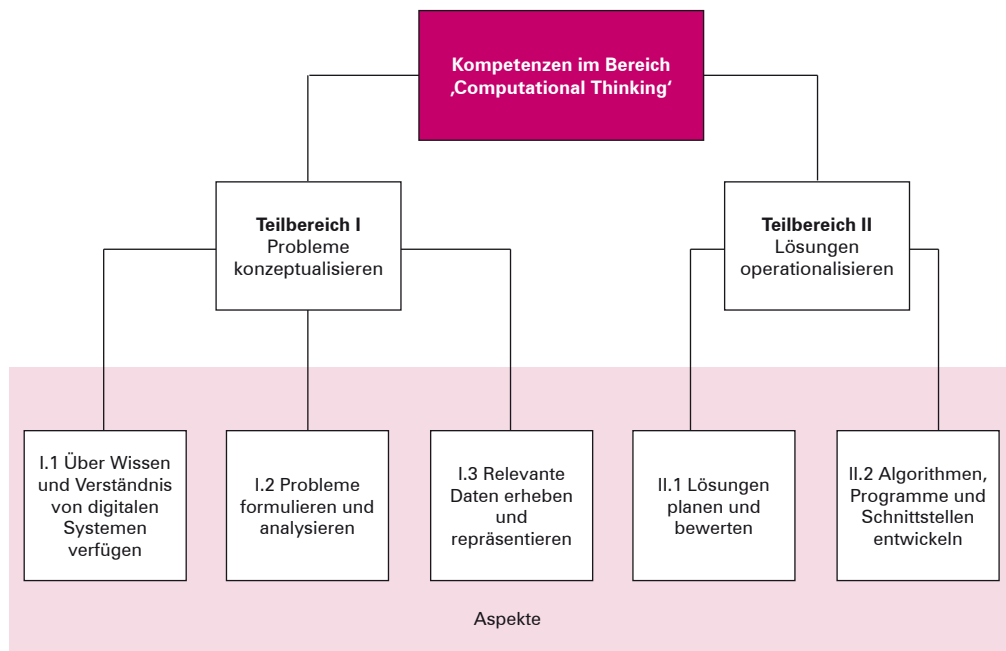 Kompetenzen im Bereich
‚Computational Thinking‘
Teilbereich I
Probleme
konzeptualisieren
Teilbereich II
Lösungen
operationalisieren
I.1 Über Wissen
und Verständnis
von digitalen
Systemen
verfügen
I.2 Probleme
formulieren und
analysieren
I.3 Relevante
Daten erheben
und
repräsentieren
II.1 Lösungen
planen und
bewerten
II.2 Algorithmen,
Programme und
Schnittstellen
entwickeln
Aspekte